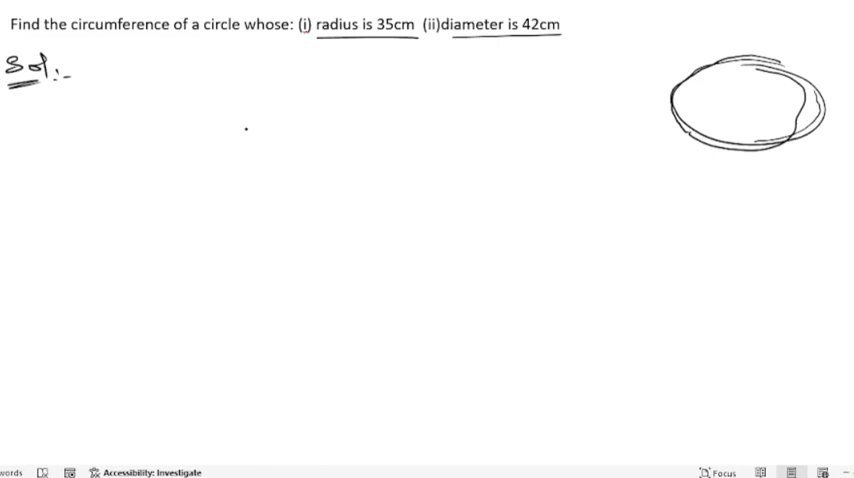 Find the circumference of a circle whose: (i) radius is 35cm (ii)diameter is 42cm
Sol:-
words Accessibility: Investigate Focus